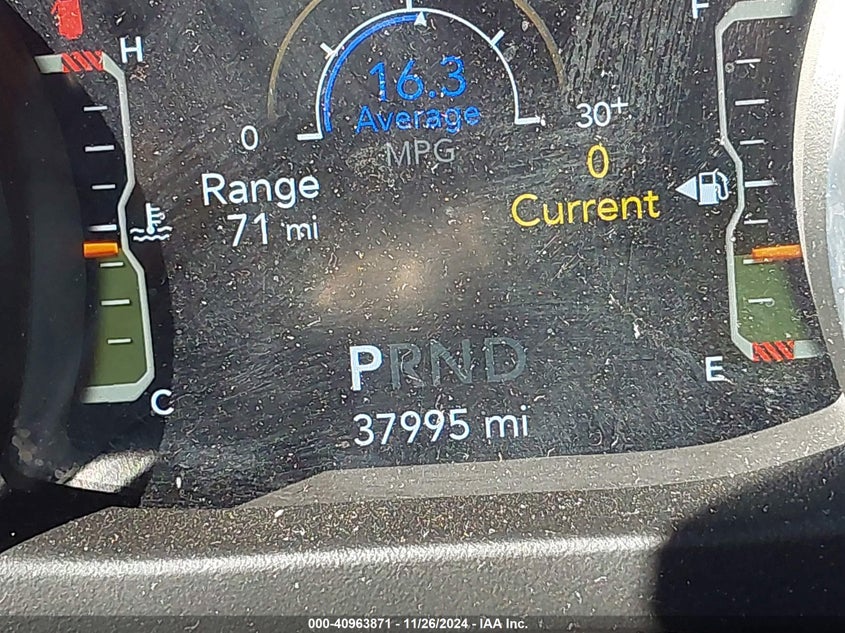 H
F
16.3
Average
MPG
0
30+
0
Current
Range
71 mi
PRND
E
C
37995 mi
000-40963871 / 11/26/2024 - IAA Inc.